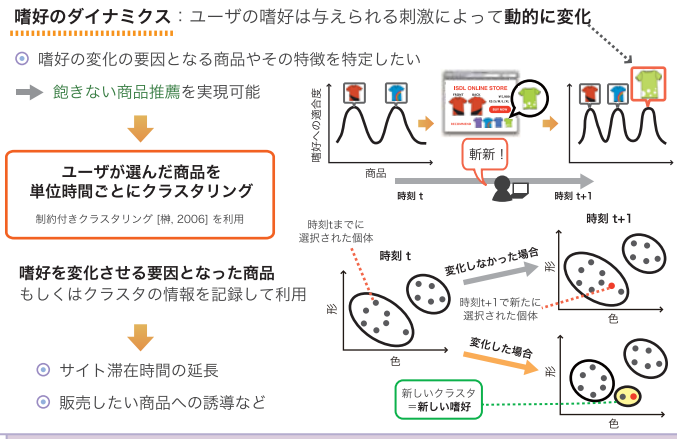 嗜好のダイナミクス：ユーザの嗜好は与えられる刺激によって動的に変化
嗜好の変化の要因となる商品やその特徴を特定したい
飽きない商品推薦を実現可能
ユーザが選んだ商品を
単位時間ごとにクラスタリング
制約付きクラスタリング [榊, 2006] を利用
嗜好を変化させる要因となった商品
もしくはクラスタの情報を記録して利用
サイト滞在時間の延長
販売したい商品への誘導など
嗜好への適合度
商品
ISOL ONLINE STORE
斬新！
時刻 t
時刻 t+1
時刻tまでに
選択された個体
時刻 t
形
色
変化しなかった場合
時刻t+1で新たに
選択された個体
変化した場合
時刻 t+1
形
色
形
色
新しいクラスタ
＝新しい嗜好